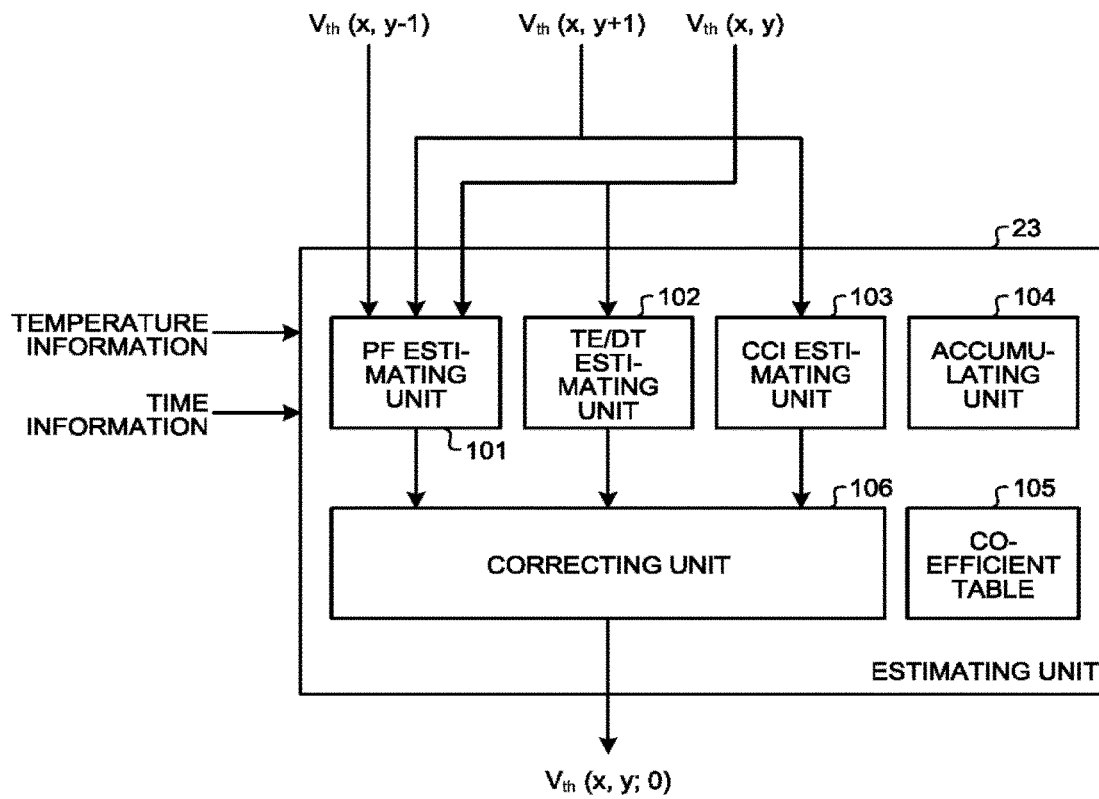 Vth (x, y-1)
Vth (x, y+1)
Vth (x, y)
23
TEMPERATURE
INFORMATION
TIME
INFORMATION
102
103
104
PF ESTI-
MATING
UNIT
TE/DT
ESTI-
MATING
UNIT
CCI ESTI-
MATING
UNIT
ACCUMU-
LATING
UNIT
101
106
105
CORRECTING UNIT
CO-
EFFICIENT
TABLE
ESTIMATING UNIT
Vth (x, y; 0)